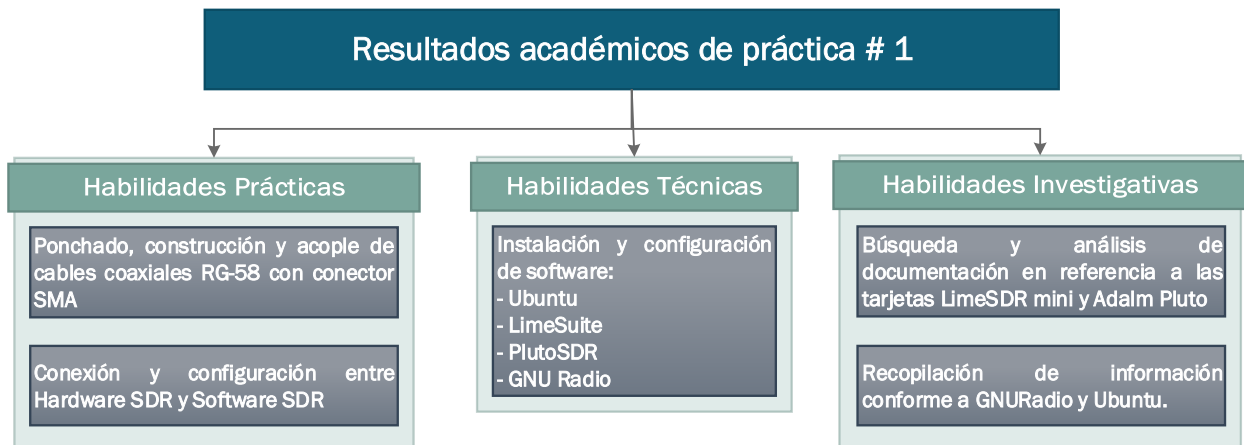 Resultados académicos de práctica # 1
Habilidades Prácticas
Ponchado, construcción y acople de
cables coaxiales RG-58 con conector
SMA
Conexión y configuración entre
Hardware SDR y Software SDR
Habilidades Técnicas
Instalación y configuración
de software:
- Ubuntu
- LimeSuite
- PlutoSDR
- GNU Radio
Habilidades Investigativas
Búsqueda y análisis de
documentación en referencia a las
tarjetas LimeSDR mini y Adalm Pluto
Recopilación de información
conforme a GNURadio y Ubuntu.